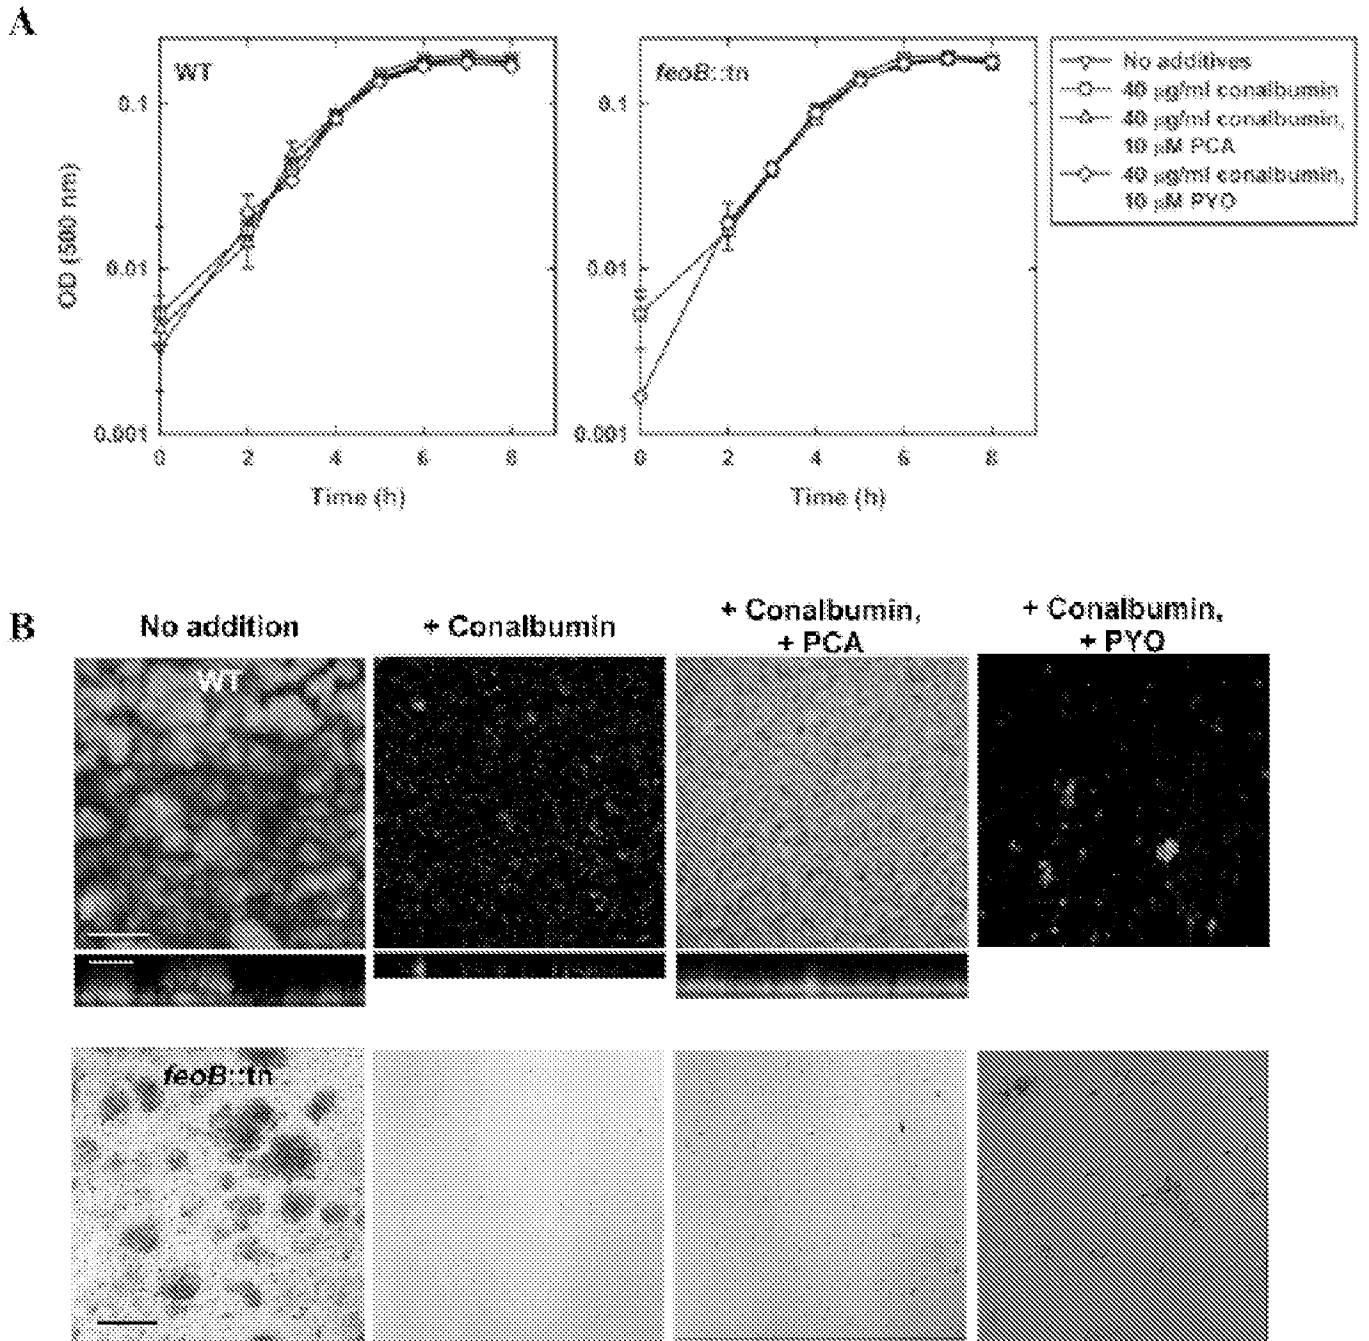 A
WT
feoB::tn
No additives
40 µg/ml conalbumin
40 µg/ml conalbumin,
10 µM PCA
40 µg/ml conalbumin,
10 µM PYO
OD (500 nm)
0.1
0.01
0.001
0 2 4 6 8
Time (h)
0.1
0.01
0.001
0 2 4 6 8
Time (h)
B
No addition
+ Conalbumin
+ Conalbumin,
+ PCA
+ Conalbumin,
+ PYO
WT
feoB::tn